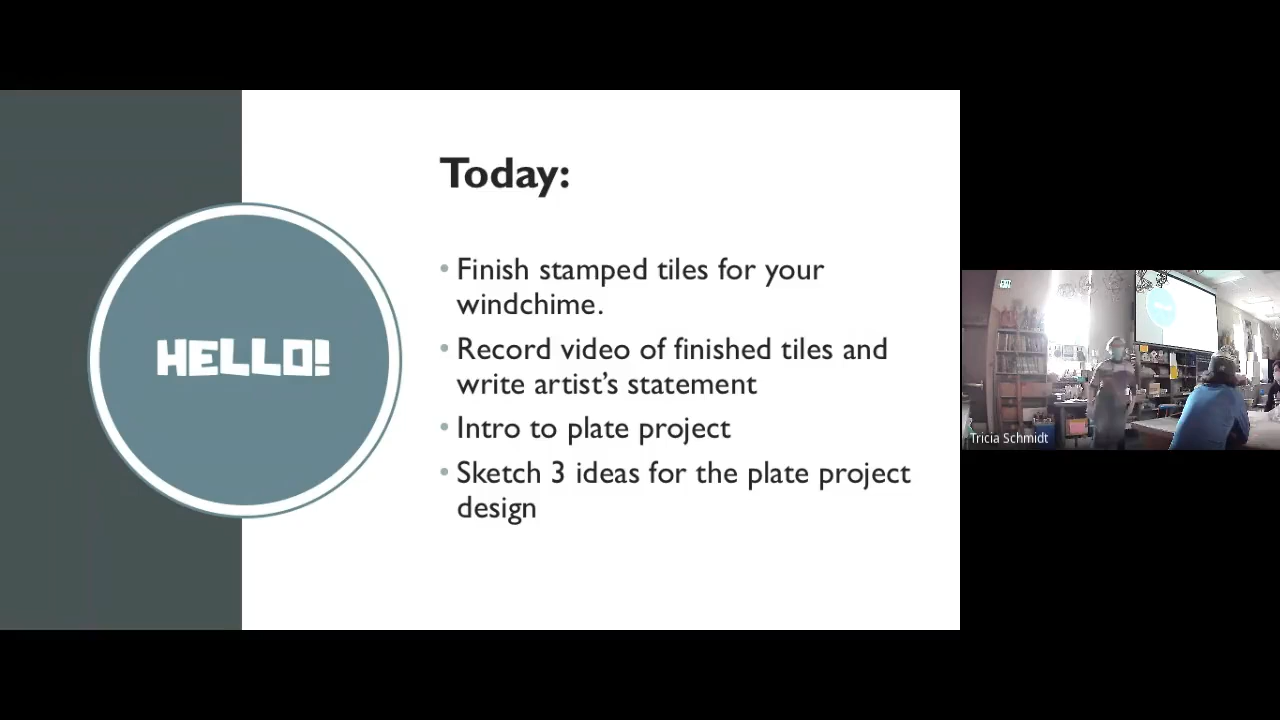 HELLO!
Today:
• Finish stamped tiles for your
windchime.
• Record video of finished tiles and
write artist's statement
• Intro to plate project
• Sketch 3 ideas for the plate project
design
Tricia Schmidt